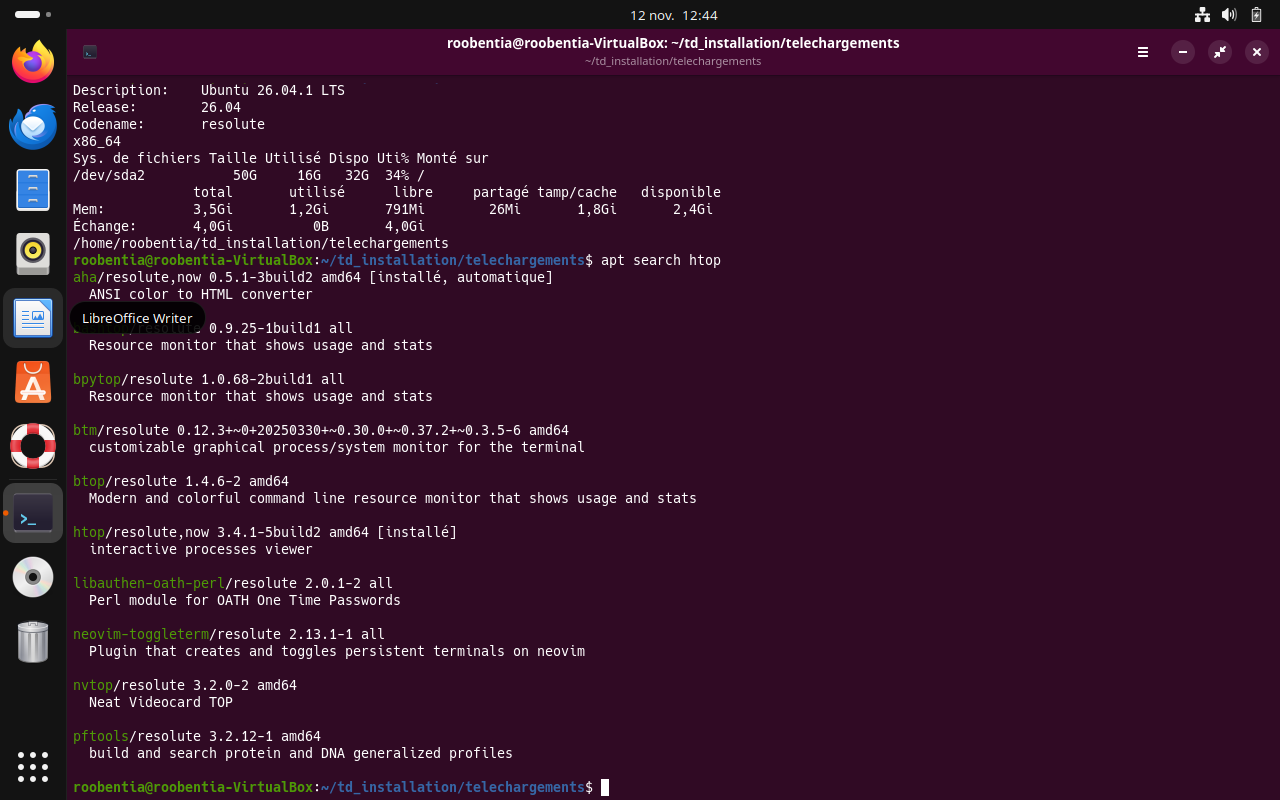 12 nov. 12:44
roobentia@roobentia-VirtualBox: ~/td_installation/telechargements
~/td_installation/telechargements
Description:    Ubuntu 26.04.1 LTS
Release:        26.04
Codename:       resolute
x86_64
Sys. de fichiers Taille Utilisé Dispo Uti% Monté sur
/dev/sda2           50G     16G   32G  34% /
               total       utilisé      libre     partagé tamp/cache   disponible
Mem:           3,5Gi       1,2Gi       791Mi        26Mi       1,8Gi       2,4Gi
Échange:       4,0Gi          0B       4,0Gi
/home/roobentia/td_installation/telechargements
roobentia@roobentia-VirtualBox:~/td_installation/telechargements$ apt search htop
aha/resolute,now 0.5.1-3build2 amd64 [installé, automatique]
  ANSI color to HTML converter
LibreOffice Writer
0.9.25-1build1 all
  Resource monitor that shows usage and stats
bpytop/resolute 1.0.68-2build1 all
  Resource monitor that shows usage and stats
btm/resolute 0.12.3+~0+20250330+~0.30.0+~0.37.2+~0.3.5-6 amd64
  customizable graphical process/system monitor for the terminal
btop/resolute 1.4.6-2 amd64
  Modern and colorful command line resource monitor that shows usage and stats
htop/resolute,now 3.4.1-5build2 amd64 [installé]
  interactive processes viewer
libauthen-oath-perl/resolute 2.0.1-2 all
  Perl module for OATH One Time Passwords
neovim-toggleterm/resolute 2.13.1-1 all
  Plugin that creates and toggles persistent terminals on neovim
nvtop/resolute 3.2.0-2 amd64
  Neat Videocard TOP
pftools/resolute 3.2.12-1 amd64
  build and search protein and DNA generalized profiles
roobentia@roobentia-VirtualBox:~/td_installation/telechargements$